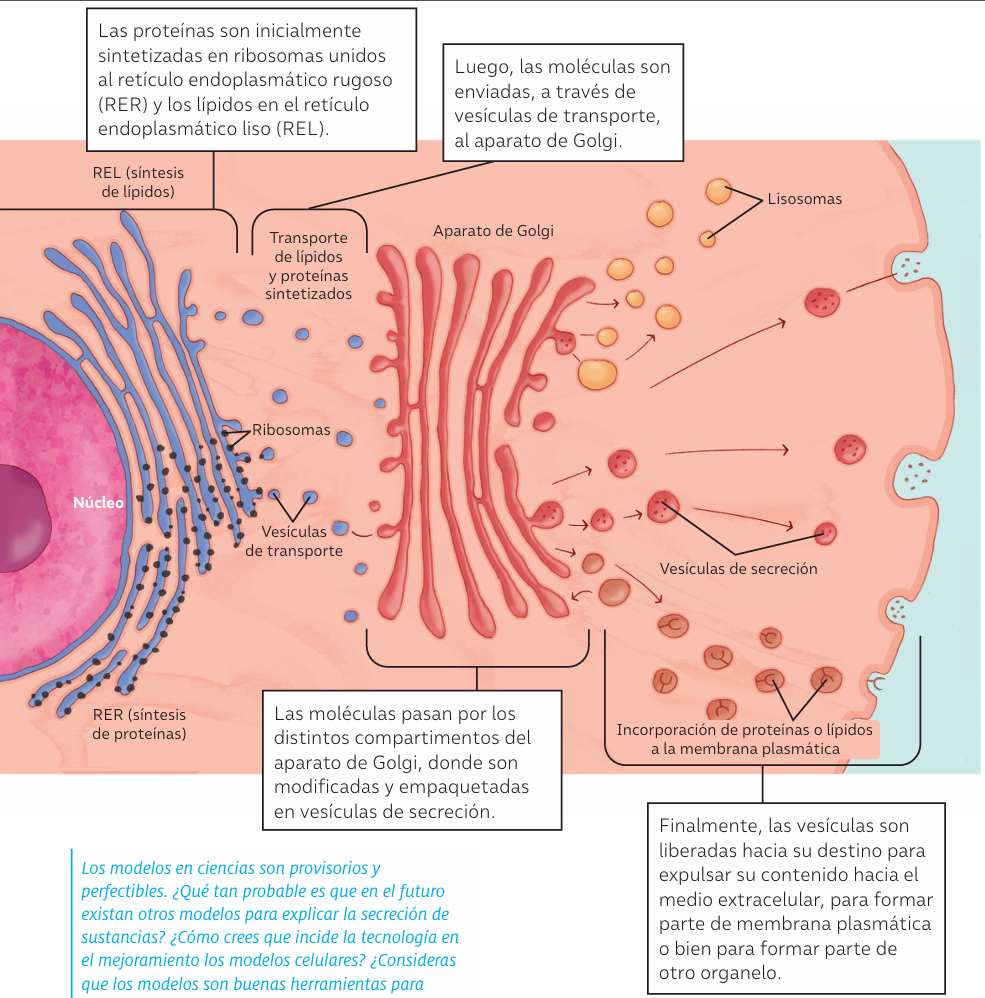 Las proteínas son inicialmente
sintetizadas en ribosomas unidos
al retículo endoplasmático rugoso
(RER) y los lípidos en el retículo
endoplasmático liso (REL).
Luego, las moléculas son
enviadas, a través de
vesículas de transporte,
al aparato de Golgi.
REL (síntesis
de lípidos)
Transporte
de lípidos
y proteínas
sintetizados
Aparato de Golgi
Lisosomas
Ribosomas
Núcleo
Vesículas
de transporte
Vesículas de secreción
RER (síntesis
de proteínas)
Incorporación de proteínas o lípidos
a la membrana plasmática
Las moléculas pasan por los
distintos compartimentos del
aparato de Golgi, donde son
modificadas y empaquetadas
en vesículas de secreción.
Finalmente, las vesículas son
liberadas hacia su destino para
expulsar su contenido hacia el
medio extracelular, para formar
parte de membrana plasmática
o bien para formar parte de
otro organelo.
Los modelos en ciencias son provisorios y
perfectibles. ¿Qué tan probable es que en el futuro
existan otros modelos para explicar la secreción de
sustancias? ¿Cómo crees que incide la tecnología en
el mejoramiento los modelos celulares? ¿Consideras
que los modelos son buenas herramientas para